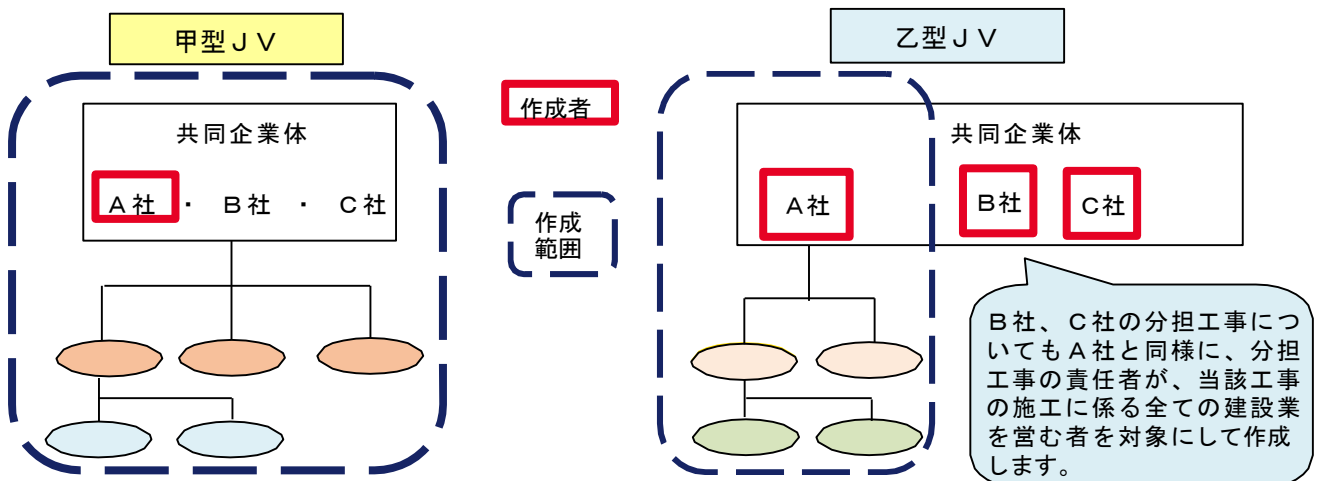 甲型ＪＶ
共同企業体
Ａ社 ・ Ｂ社 ・ Ｃ社
作成者
作成
範囲
乙型ＪＶ
共同企業体
Ａ社
Ｂ社
Ｃ社
Ｂ社、Ｃ社の分担工事につ
いてもＡ社と同様に、分担
工事の責任者が、当該工事
の施工に係る全ての建設業
を営む者を対象にして作成
します。